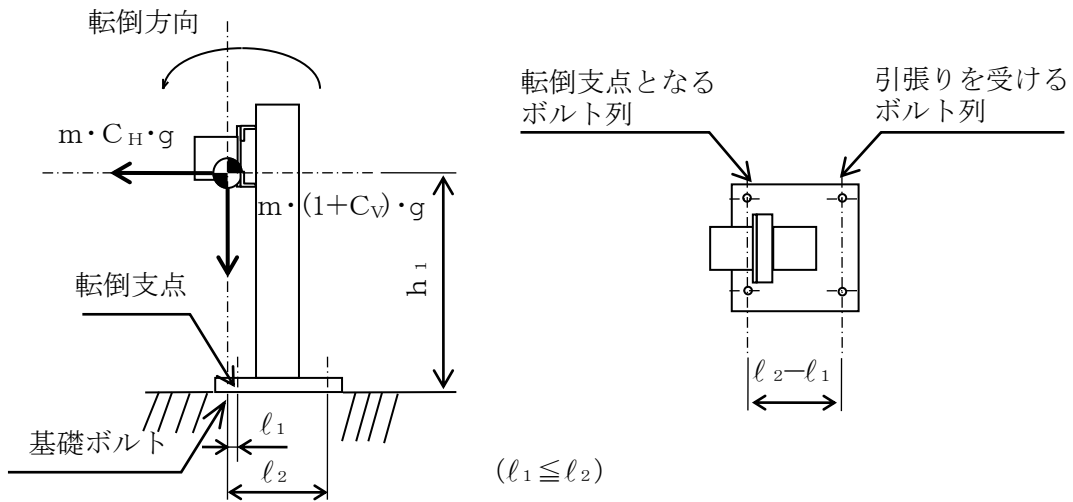 転倒方向
m・CH・g
m・(1+CV)・g
h1
転倒支点
基礎ボルト
ℓ1
ℓ2
(ℓ1≦ℓ2)
転倒支点となる
ボルト列
引張りを受ける
ボルト列
ℓ2−ℓ1